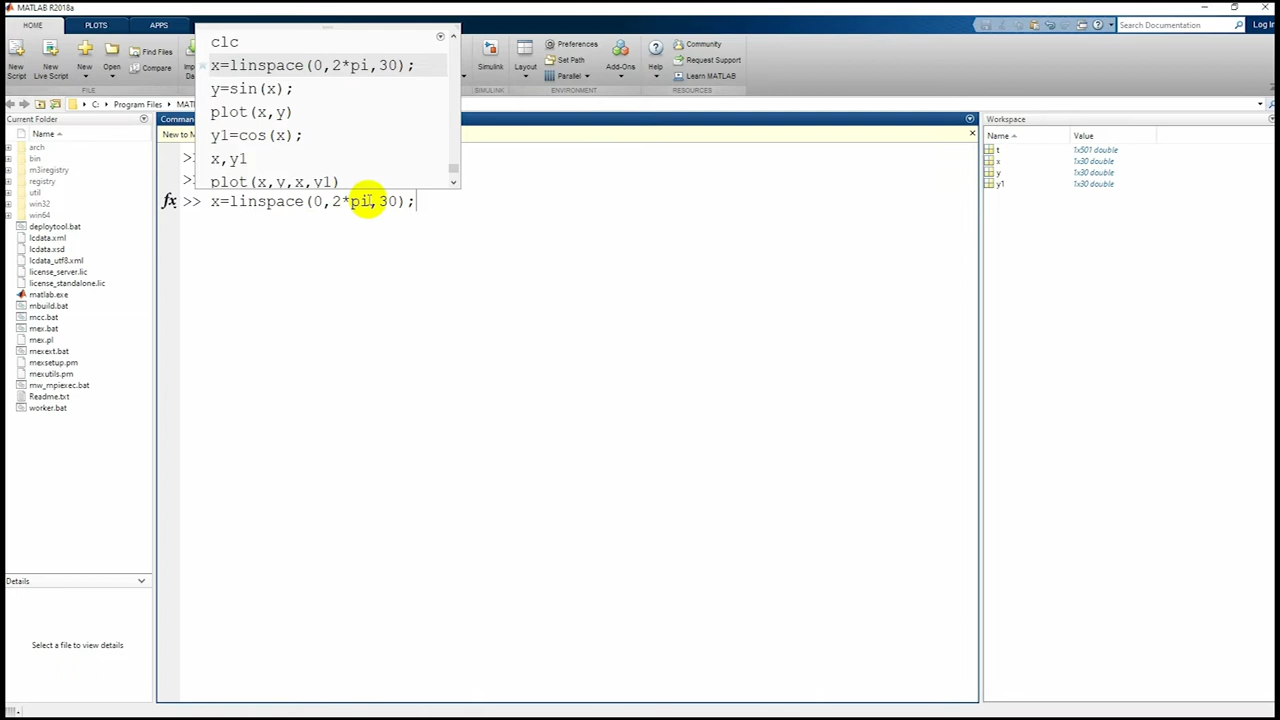 MATLAB R2018a
HOME
PLOTS
APPS
Search Documentation
Log In
New Script
New Live Script
New
Open
Find Files
Compare
FILE
Simulink
SIMULINK
Layout
Preferences
Set Path
Parallel
ENVIRONMENT
Add-Ons
Help
Community
Request Support
Learn MATLAB
RESOURCES
C:
Program Files
Current Folder
Name
arch
bin
m3iregistry
registry
util
win32
win64
deploytool.bat
lcdata.xml
lcdata.xsd
lcdata_utf8.xml
license_server.lic
license_standalone.lic
matlab.exe
mbuild.bat
mcc.bat
mex.bat
mex.pl
mexext.bat
mexsetup.pm
mexutils.pm
mw_mpiexec.bat
Readme.txt
worker.bat
Details
Select a file to view details
clc
x=linspace(0,2*pi,30);
y=sin(x);
plot(x,y)
y1=cos(x);
x,y1
plot(x,y,x,y1)
fx >> x=linspace(0,2*pi,30);
Workspace
Name
Value
t
1x501 double
x
1x30 double
y
1x30 double
y1
1x30 double